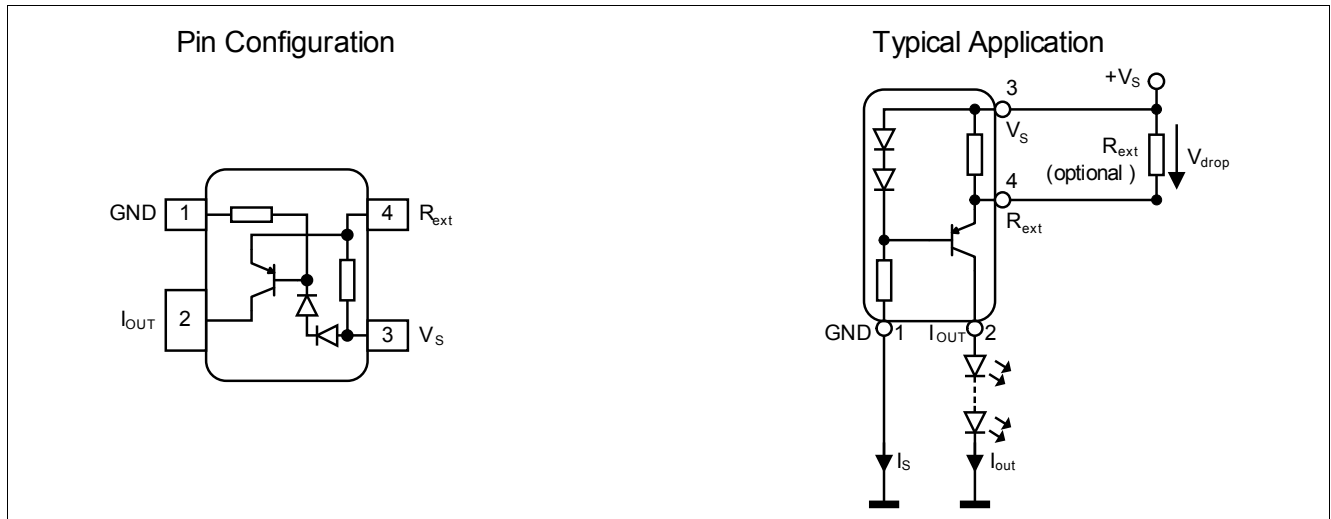 Pin Configuration
GND 1
4 Rext
IOUT 2
3 VS
Typical Application
+VS
3
VS
Rext
(optional )
Vdrop
4
Rext
GND 1
IOUT 2
IS
Iout